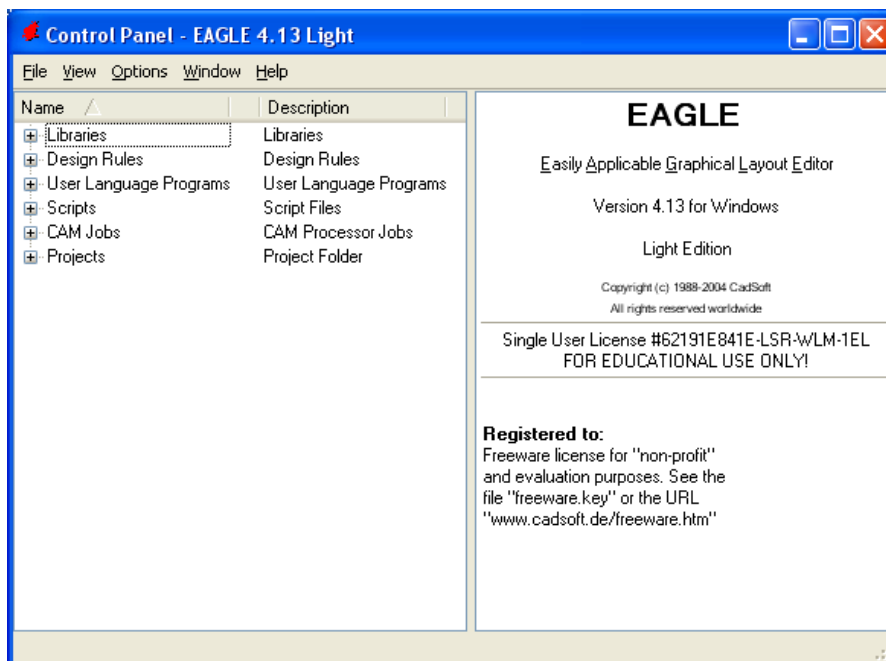 Control Panel - EAGLE 4.13 Light
File View Options Window Help
Name Description
Libraries Libraries
Design Rules Design Rules
User Language Programs User Language Programs
Scripts Script Files
CAM Jobs CAM Processor Jobs
Projects Project Folder
EAGLE
Easily Applicable Graphical Layout Editor
Version 4.13 for Windows
Light Edition
Copyright (c) 1988-2004 CadSoft
All rights reserved worldwide
Single User License #62191E841E-LSR-WLM-1EL
FOR EDUCATIONAL USE ONLY!
Registered to:
Freeware license for "non-profit"
and evaluation purposes. See the
file "freeware.key" or the URL
"www.cadsoft.de/freeware.htm"